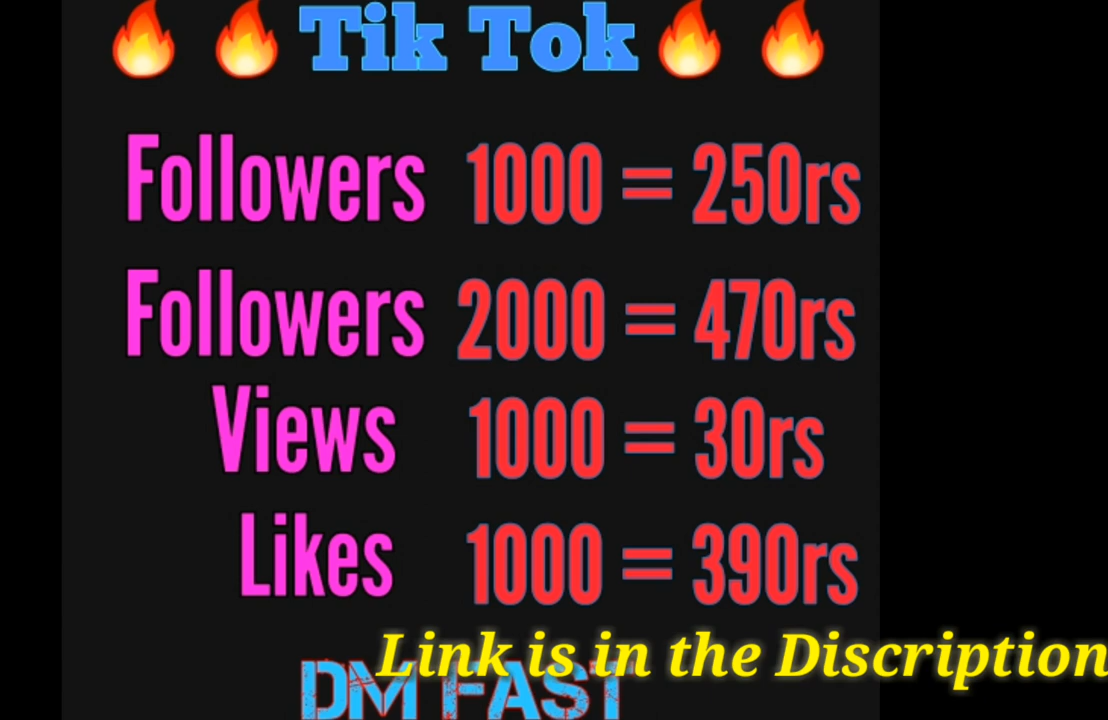 🔥 🔥 Tik Tok 🔥 🔥
Followers 1000 = 250rs
Followers 2000 = 470rs
Views 1000 = 30rs
Likes 1000 = 390rs
Link is in the Discription
DM FAST